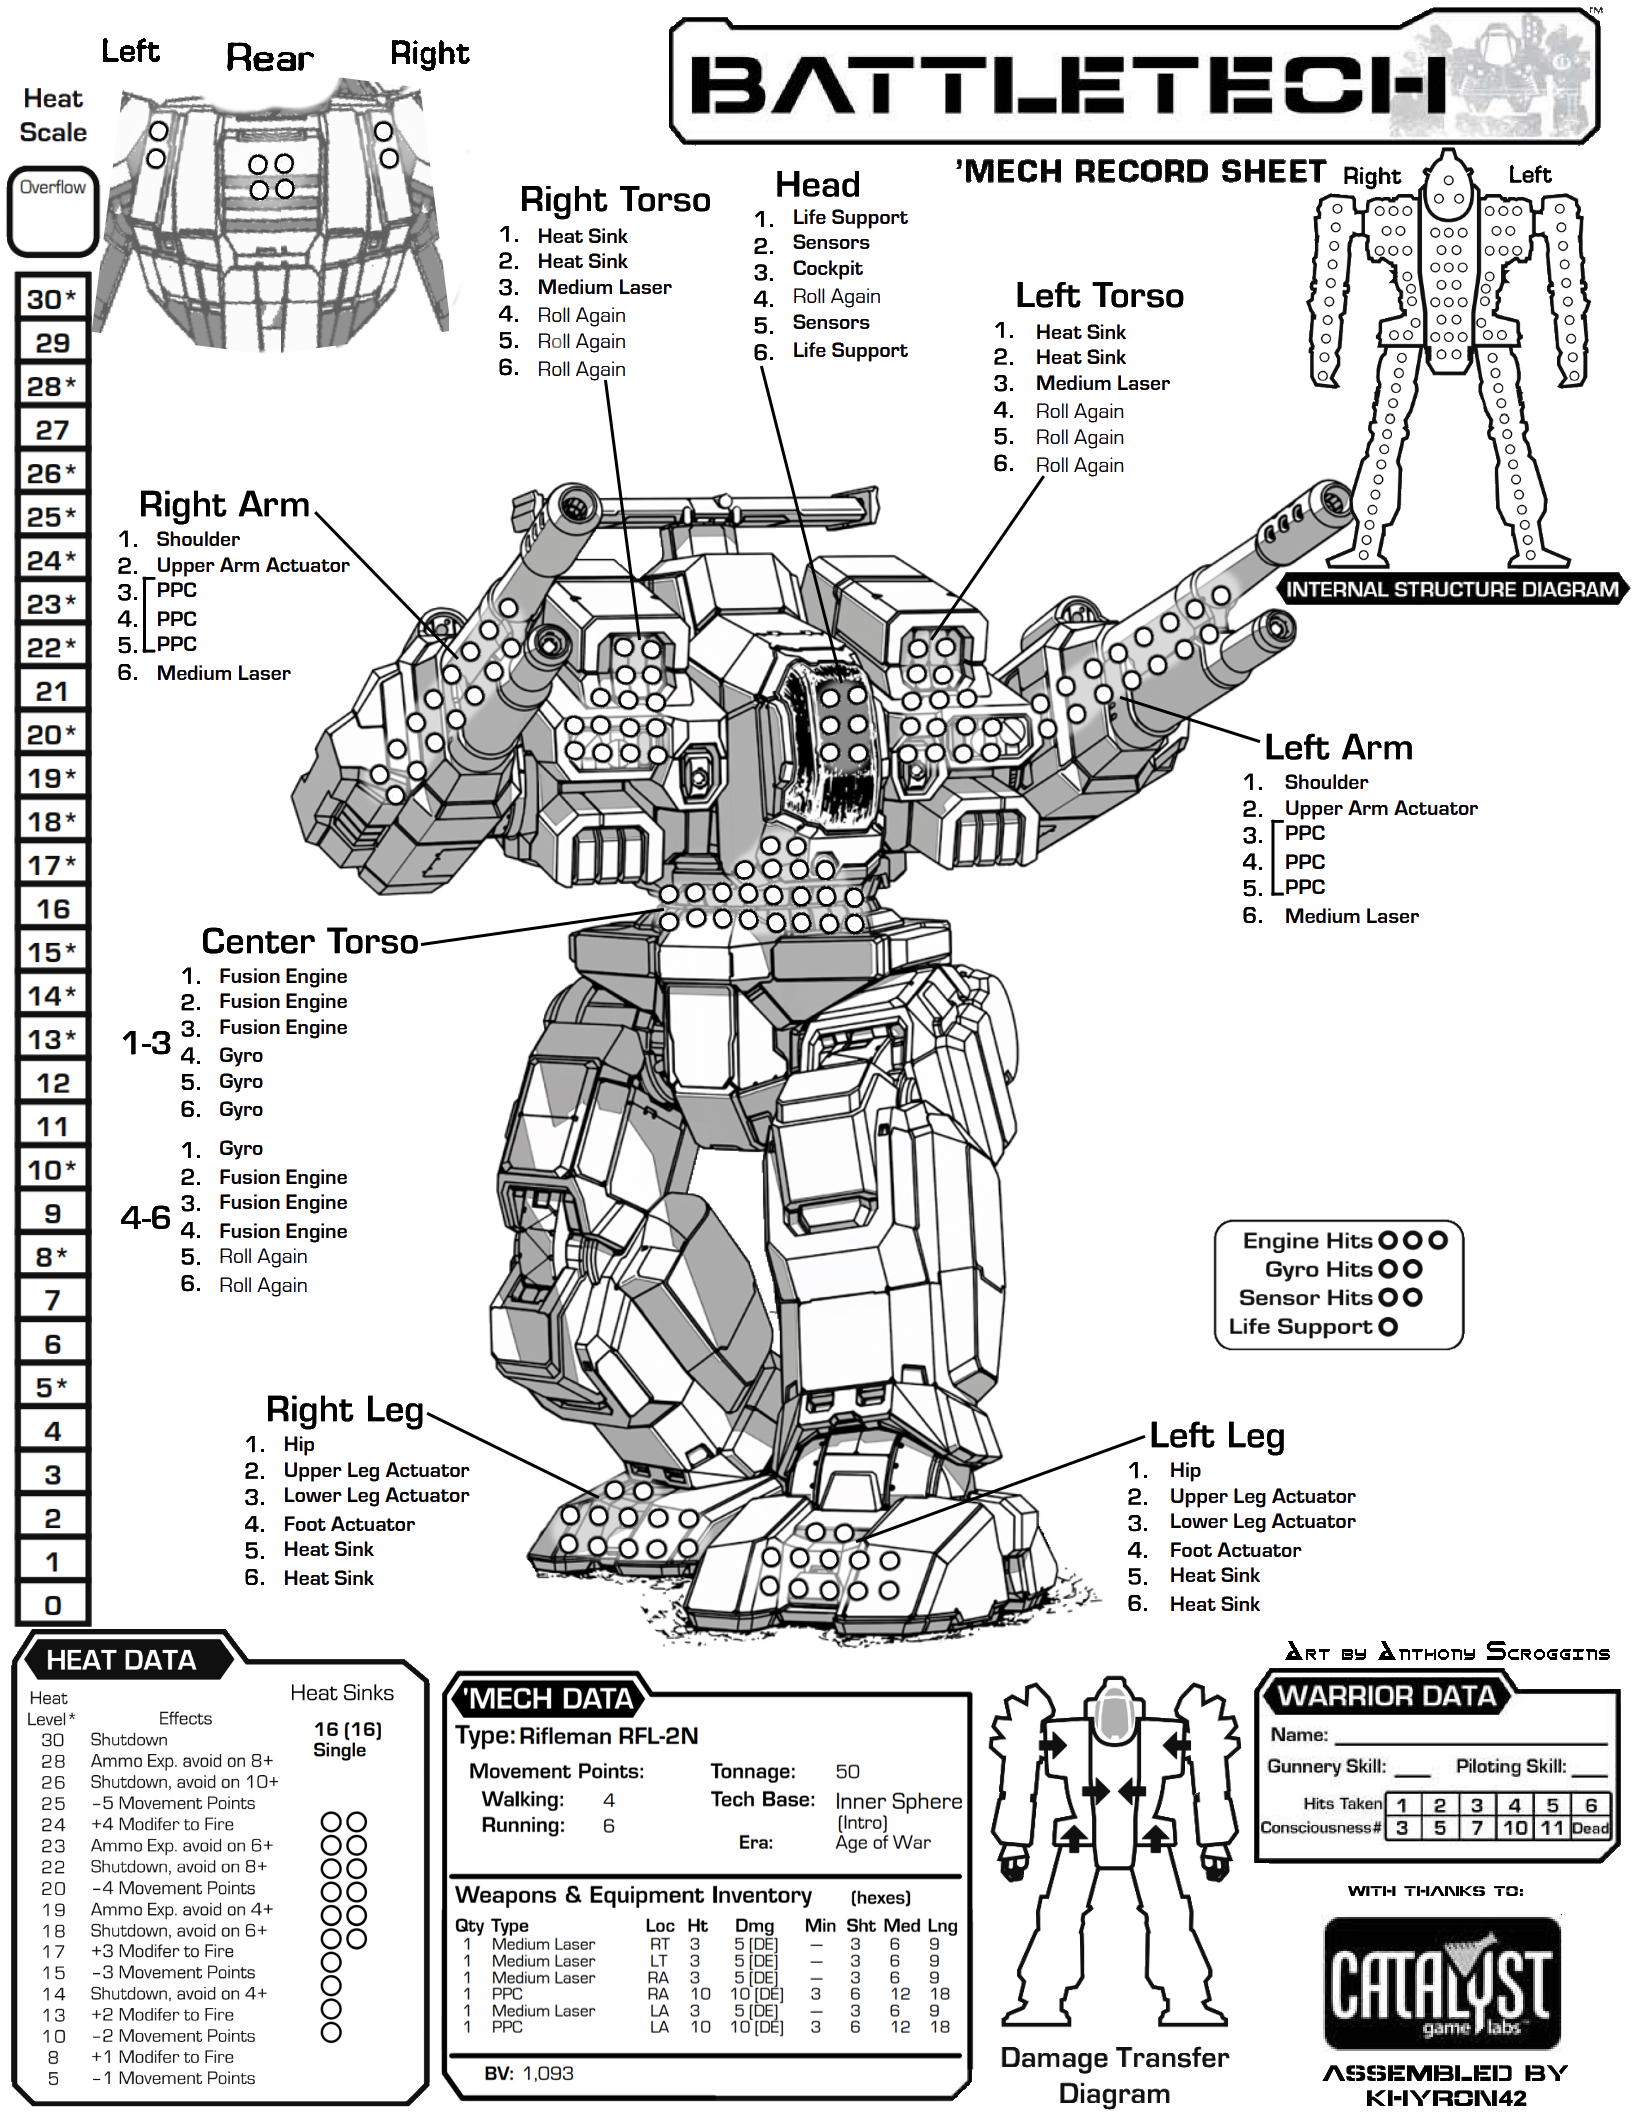 BATTLETECH
TM
'MECH RECORD SHEET
Left
Rear
Right
Heat
Scale
Overflow
30*
29
28*
27
26*
25*
24*
23*
22*
21
20*
19*
18*
17*
16
15*
14*
13*
12
11
10*
9
8*
7
6
5*
4
3
2
1
0
Right Torso
1. Heat Sink
2. Heat Sink
3. Medium Laser
4. Roll Again
5. Roll Again
6. Roll Again
Head
1. Life Support
2. Sensors
3. Cockpit
4. Roll Again
5. Sensors
6. Life Support
Left Torso
1. Heat Sink
2. Heat Sink
3. Medium Laser
4. Roll Again
5. Roll Again
6. Roll Again
Right
Left
INTERNAL STRUCTURE DIAGRAM
Right Arm
1. Shoulder
2. Upper Arm Actuator
3. PPC
4. PPC
5. PPC
6. Medium Laser
Left Arm
1. Shoulder
2. Upper Arm Actuator
3. PPC
4. PPC
5. PPC
6. Medium Laser
Center Torso
1-3
1. Fusion Engine
2. Fusion Engine
3. Fusion Engine
4. Gyro
5. Gyro
6. Gyro
4-6
1. Gyro
2. Fusion Engine
3. Fusion Engine
4. Fusion Engine
5. Roll Again
6. Roll Again
Engine Hits
Gyro Hits
Sensor Hits
Life Support
Right Leg
1. Hip
2. Upper Leg Actuator
3. Lower Leg Actuator
4. Foot Actuator
5. Heat Sink
6. Heat Sink
Left Leg
1. Hip
2. Upper Leg Actuator
3. Lower Leg Actuator
4. Foot Actuator
5. Heat Sink
6. Heat Sink
HEAT DATA
Heat
Level* Effects
30 Shutdown
28 Ammo Exp. avoid on 8+
26 Shutdown, avoid on 10+
25 -5 Movement Points
24 +4 Modifer to Fire
23 Ammo Exp. avoid on 6+
22 Shutdown, avoid on 8+
20 -4 Movement Points
19 Ammo Exp. avoid on 4+
18 Shutdown, avoid on 6+
17 +3 Modifer to Fire
15 -3 Movement Points
14 Shutdown, avoid on 4+
13 +2 Modifer to Fire
10 -2 Movement Points
8 +1 Modifer to Fire
5 -1 Movement Points
Heat Sinks
16 (16)
Single
'MECH DATA
Type: Rifleman RFL-2N
Movement Points:
Walking: 4
Running: 6
Tonnage: 50
Tech Base: Inner Sphere
(Intro)
Era: Age of War
Weapons & Equipment Inventory (hexes)
Qty Type Loc Ht Dmg Min Sht Med Lng
1 Medium Laser RT 3 5 [DE] – 3 6 9
1 Medium Laser LT 3 5 [DE] – 3 6 9
1 Medium Laser RA 3 5 [DE] – 3 6 9
1 PPC RA 10 10 [DE] 3 6 12 18
1 Medium Laser LA 3 5 [DE] – 3 6 9
1 PPC LA 10 10 [DE] 3 6 12 18
BV: 1,093
Damage Transfer
Diagram
Art by Anthony Scroggins
WARRIOR DATA
Name:
Gunnery Skill: Piloting Skill:
Hits Taken 1 2 3 4 5 6
Consciousness# 3 5 7 10 11 Dead
WITH THANKS TO:
CATALYST
game labs
ASSEMBLED BY
KHYRON42